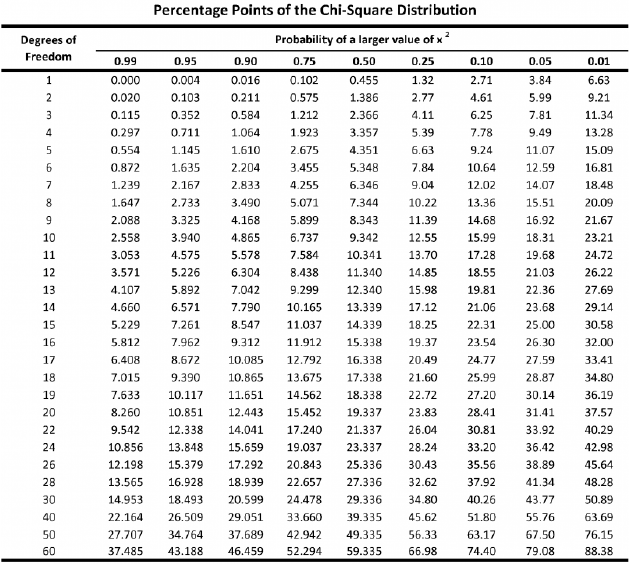 Percentage Points of the Chi-Square Distribution
Degrees of Freedom Probability of a larger value of x 2
0.99 0.95 0.90 0.75 0.50 0.25 0.10 0.05 0.01
1 0.000 0.004 0.016 0.102 0.455 1.32 2.71 3.84 6.63
2 0.020 0.103 0.211 0.575 1.386 2.77 4.61 5.99 9.21
3 0.115 0.352 0.584 1.212 2.366 4.11 6.25 7.81 11.34
4 0.297 0.711 1.064 1.923 3.357 5.39 7.78 9.49 13.28
5 0.554 1.145 1.610 2.675 4.351 6.63 9.24 11.07 15.09
6 0.872 1.635 2.204 3.455 5.348 7.84 10.64 12.59 16.81
7 1.239 2.167 2.833 4.255 6.346 9.04 12.02 14.07 18.48
8 1.647 2.733 3.490 5.071 7.344 10.22 13.36 15.51 20.09
9 2.088 3.325 4.168 5.899 8.343 11.39 14.68 16.92 21.67
10 2.558 3.940 4.865 6.737 9.342 12.55 15.99 18.31 23.21
11 3.053 4.575 5.578 7.584 10.341 13.70 17.28 19.68 24.72
12 3.571 5.226 6.304 8.438 11.340 14.85 18.55 21.03 26.22
13 4.107 5.892 7.042 9.299 12.340 15.98 19.81 22.36 27.69
14 4.660 6.571 7.790 10.165 13.339 17.12 21.06 23.68 29.14
15 5.229 7.261 8.547 11.037 14.339 18.25 22.31 25.00 30.58
16 5.812 7.962 9.312 11.912 15.338 19.37 23.54 26.30 32.00
17 6.408 8.672 10.085 12.792 16.338 20.49 24.77 27.59 33.41
18 7.015 9.390 10.865 13.675 17.338 21.60 25.99 28.87 34.80
19 7.633 10.117 11.651 14.562 18.338 22.72 27.20 30.14 36.19
20 8.260 10.851 12.443 15.452 19.337 23.83 28.41 31.41 37.57
22 9.542 12.338 14.041 17.240 21.337 26.04 30.81 33.92 40.29
24 10.856 13.848 15.659 19.037 23.337 28.24 33.20 36.42 42.98
26 12.198 15.379 17.292 20.843 25.336 30.43 35.56 38.89 45.64
28 13.565 16.928 18.939 22.657 27.336 32.62 37.92 41.34 48.28
30 14.953 18.493 20.599 24.478 29.336 34.80 40.26 43.77 50.89
40 22.164 26.509 29.051 33.660 39.335 45.62 51.80 55.76 63.69
50 27.707 34.764 37.689 42.942 49.335 56.33 63.17 67.50 76.15
60 37.485 43.188 46.459 52.294 59.335 66.98 74.40 79.08 88.38